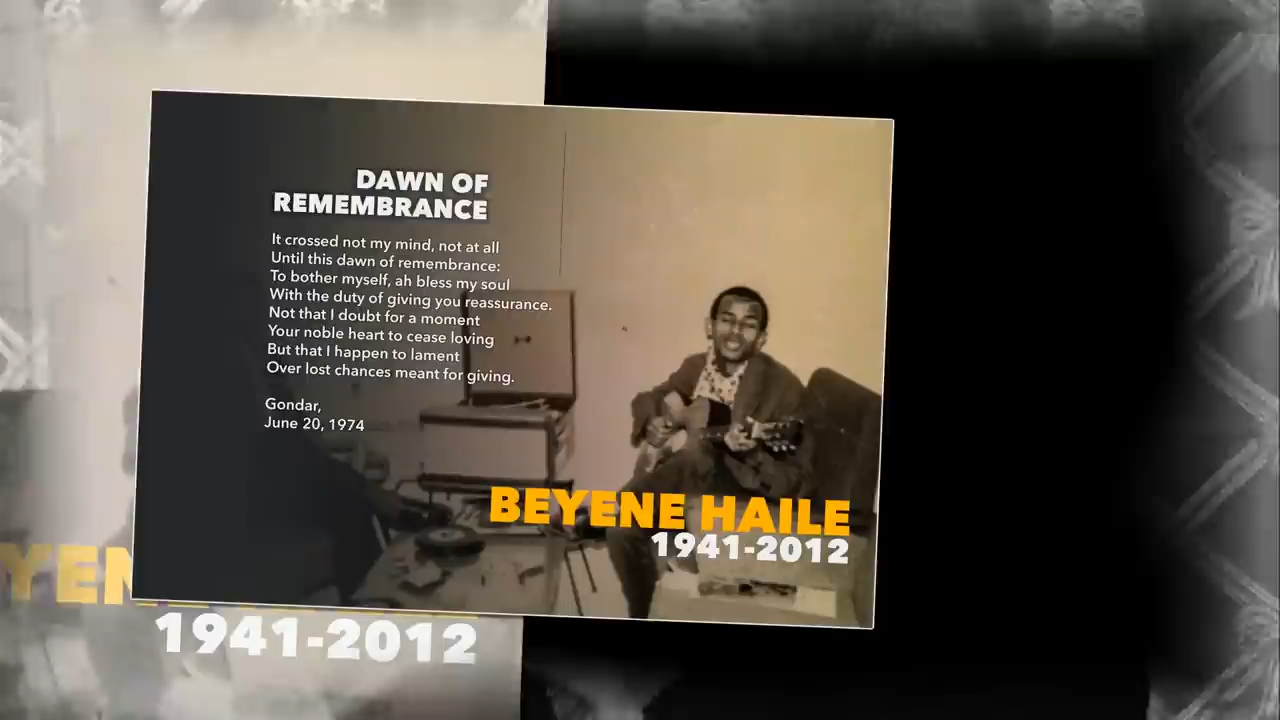 DAWN OF
REMEMBRANCE
It crossed not my mind, not at all
Until this dawn of remembrance:
To bother myself, ah bless my soul
With the duty of giving you reassurance.
Not that I doubt for a moment
Your noble heart to cease loving
But that I happen to lament
Over lost chances meant for giving.
Gondar,
June 20, 1974
BEYENE HAILE
1941-2012
YEN
1941-2012